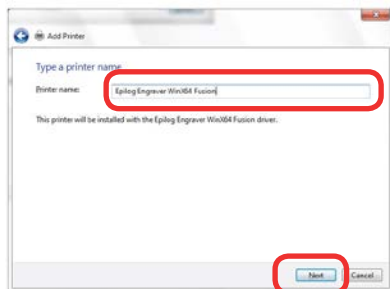 Add Printer
Type a printer name
Printer name:
Epilog Engraver WinX64 Fusion
This printer will be installed with the Epilog Engraver WinX64 Fusion driver.
Next
Cancel